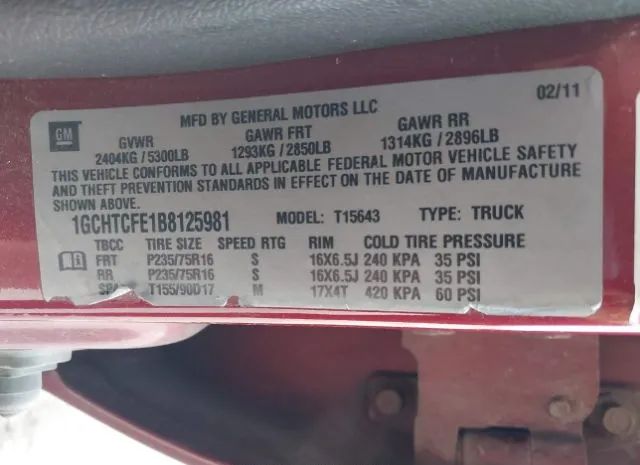 02/11
MFD BY GENERAL MOTORS LLC
GM
GVWR GAWR FRT GAWR RR
2404KG / 5300LB 1293KG / 2850LB 1314KG / 2896LB
THIS VEHICLE CONFORMS TO ALL APPLICABLE FEDERAL MOTOR VEHICLE SAFETY
AND THEFT PREVENTION STANDARDS IN EFFECT ON THE DATE OF MANUFACTURE
SHOWN ABOVE.
1GCHTCFE1B8125981 MODEL: T15643 TYPE: TRUCK
TBCC TIRE SIZE SPEED RTG RIM COLD TIRE PRESSURE
FRT P235/75R16 S 16X6.5J 240 KPA 35 PSI
RR P235/75R16 S 16X6.5J 240 KPA 35 PSI
T155/90D17 M 17X4T 420 KPA 60 PSI